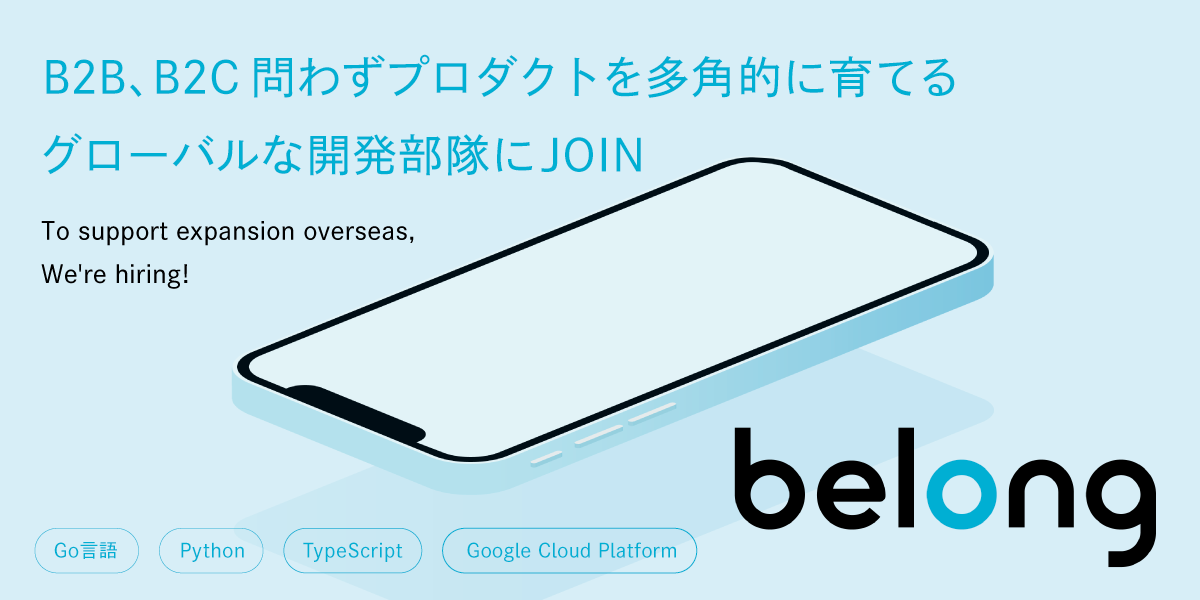 B2B、B2C 問わずプロダクトを多角的に育てる
グローバルな開発部隊にJOIN
To support expansion overseas,
We're hiring!
belong
Go言語
Python
TypeScript
Google Cloud Platform